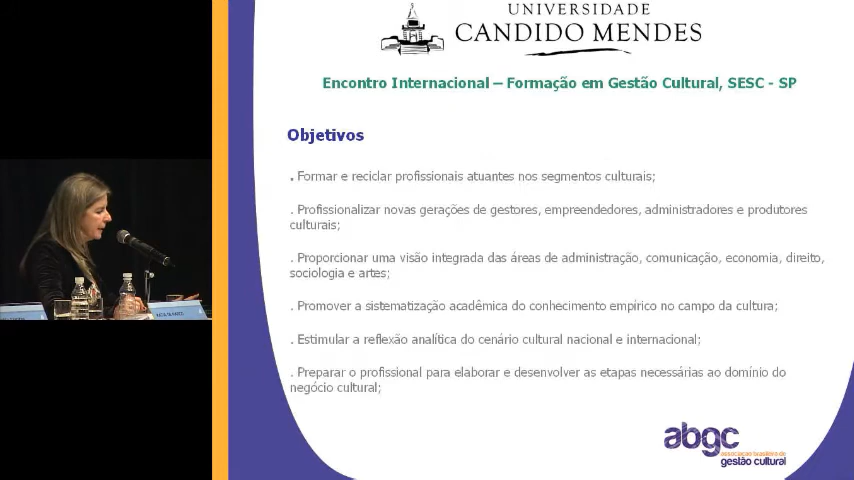 UNIVERSIDADE
CANDIDO MENDES
Encontro Internacional – Formação em Gestão Cultural, SESC - SP
Objetivos
. Formar e reciclar profissionais atuantes nos segmentos culturais;
. Profissionalizar novas gerações de gestores, empreendedores, administradores e produtores
culturais;
. Proporcionar uma visão integrada das áreas de administração, comunicação, economia, direito,
sociologia e artes;
. Promover a sistematização acadêmica do conhecimento empírico no campo da cultura;
. Estimular a reflexão analítica do cenário cultural nacional e internacional;
. Preparar o profissional para elaborar e desenvolver as etapas necessárias ao domínio do
negócio cultural;
abgc
associação brasileira de
gestão cultural